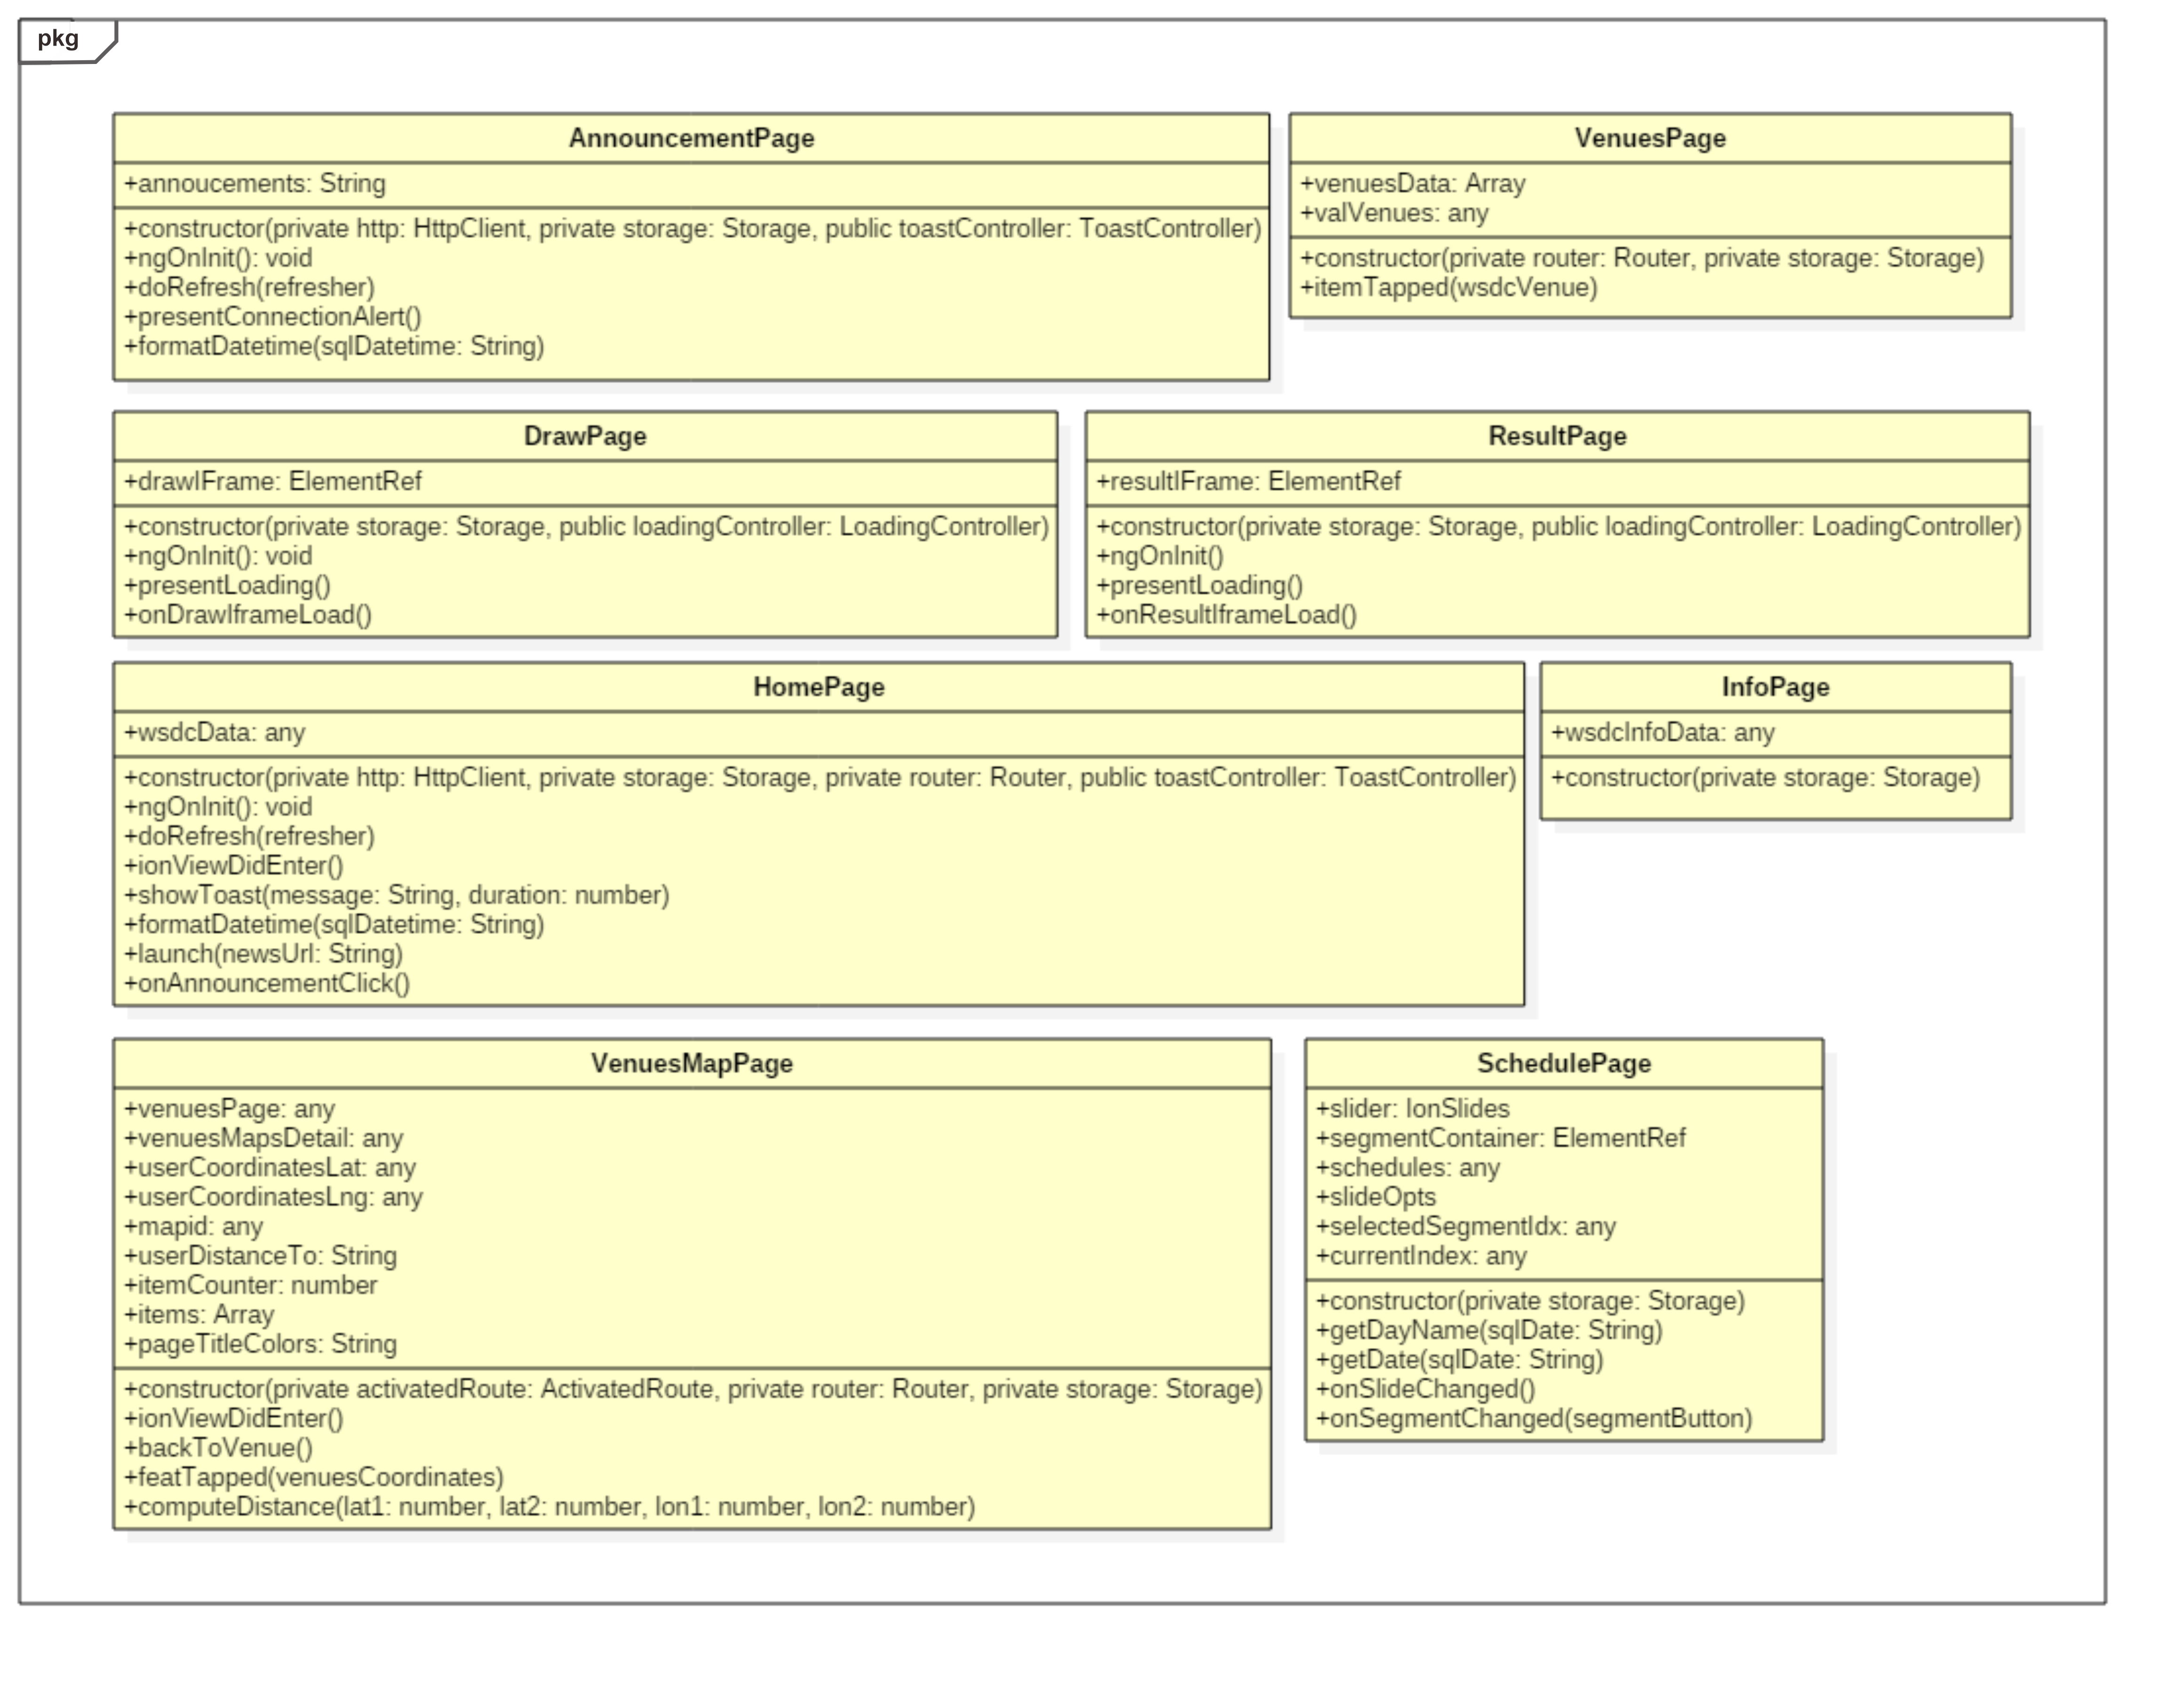 pkg
AnnouncementPage
+annoucements: String
+constructor(private http: HttpClient, private storage: Storage, public toastController: ToastController)
+ngOnInit(): void
+doRefresh(refresher)
+presentConnectionAlert()
+formatDatetime(sqlDatetime: String)
VenuesPage
+venuesData: Array
+valVenues: any
+constructor(private router: Router, private storage: Storage)
+itemTapped(wsdcVenue)
DrawPage
+drawIFrame: ElementRef
+constructor(private storage: Storage, public loadingController: LoadingController)
+ngOnInit(): void
+presentLoading()
+onDrawIframeLoad()
ResultPage
+resultIFrame: ElementRef
+constructor(private storage: Storage, public loadingController: LoadingController)
+ngOnInit()
+presentLoading()
+onResultIframeLoad()
HomePage
+wsdcData: any
+constructor(private http: HttpClient, private storage: Storage, private router: Router, public toastController: ToastController)
+ngOnInit(): void
+doRefresh(refresher)
+ionViewDidEnter()
+showToast(message: String, duration: number)
+formatDatetime(sqlDatetime: String)
+launch(newsUrl: String)
+onAnnouncementClick()
InfoPage
+wsdcInfoData: any
+constructor(private storage: Storage)
VenuesMapPage
+venuesPage: any
+venuesMapsDetail: any
+userCoordinatesLat: any
+userCoordinatesLng: any
+mapid: any
+userDistanceTo: String
+itemCounter: number
+items: Array
+pageTitleColors: String
+constructor(private activatedRoute: ActivatedRoute, private router: Router, private storage: Storage)
+ionViewDidEnter()
+backToVenue()
+featTapped(venuesCoordinates)
+computeDistance(lat1: number, lat2: number, lon1: number, lon2: number)
SchedulePage
+slider: IonSlides
+segmentContainer: ElementRef
+schedules: any
+slideOpts
+selectedSegmentIdx: any
+currentIndex: any
+constructor(private storage: Storage)
+getDayName(sqlDate: String)
+getDate(sqlDate: String)
+onSlideChanged()
+onSegmentChanged(segmentButton)